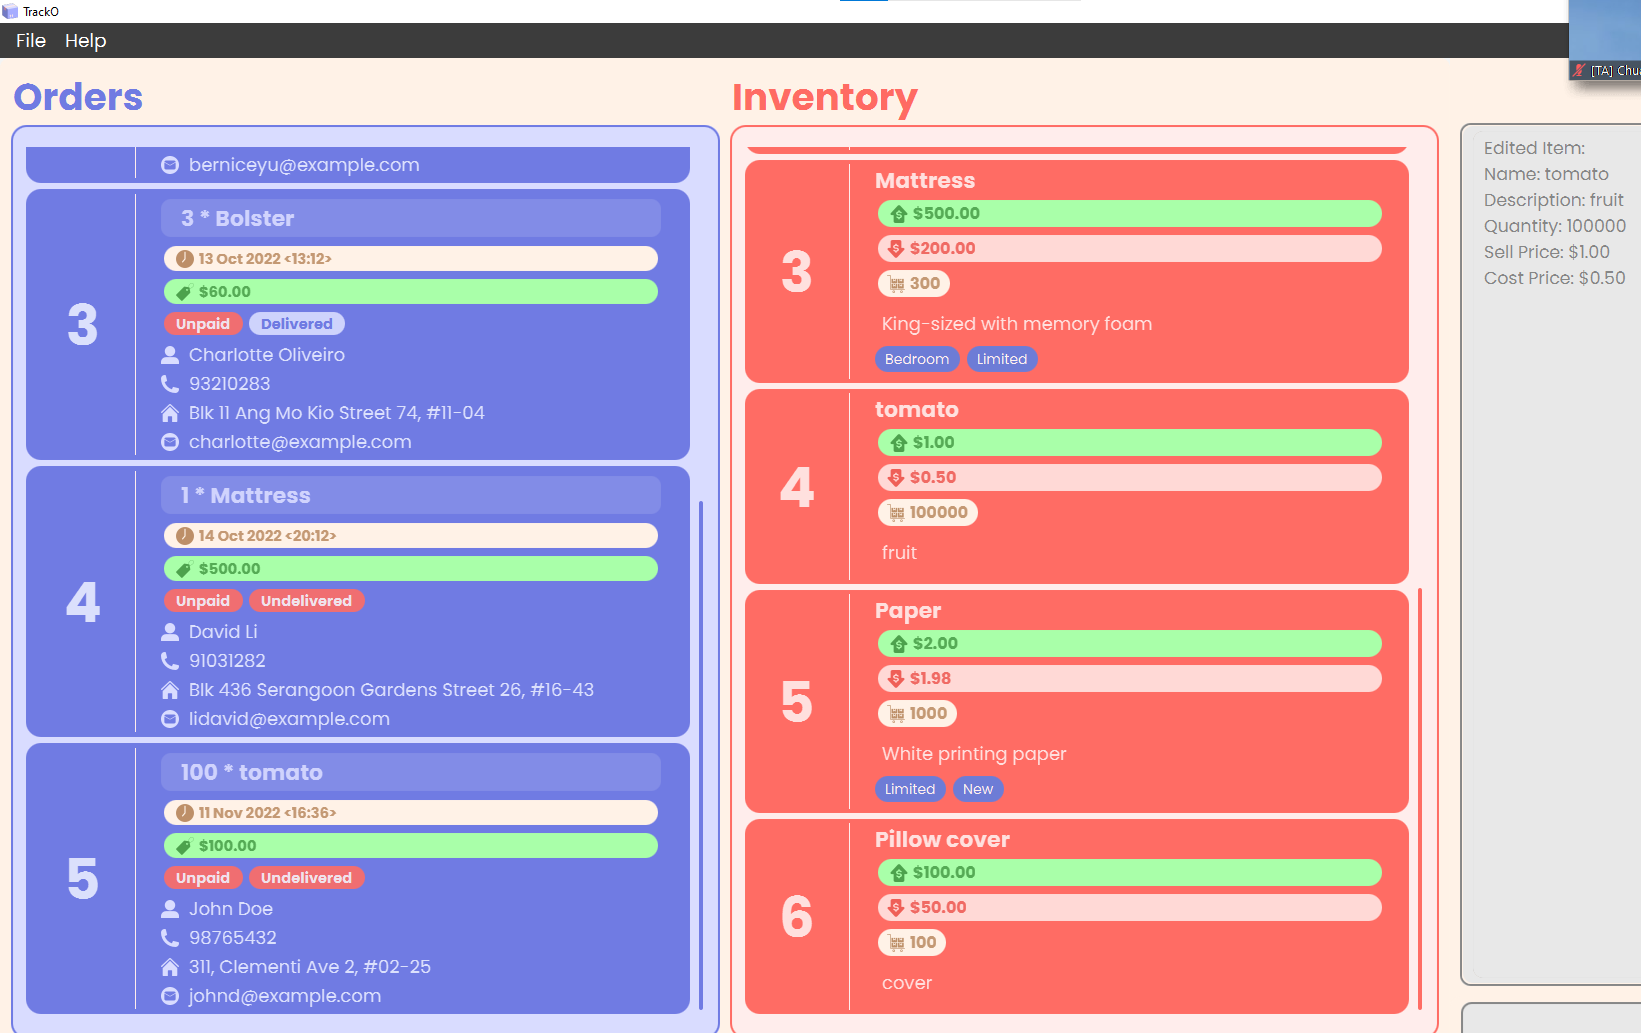 TrackO
File Help
Orders
berniceyu@example.com
3
3 * Bolster
13 Oct 2022 <13:12>
$60.00
Unpaid Delivered
Charlotte Oliveiro
93210283
Blk 11 Ang Mo Kio Street 74, #11-04
charlotte@example.com
4
1 * Mattress
14 Oct 2022 <20:12>
$500.00
Unpaid Undelivered
David Li
91031282
Blk 436 Serangoon Gardens Street 26, #16-43
lidavid@example.com
5
100 * tomato
11 Nov 2022 <16:36>
$100.00
Unpaid Undelivered
John Doe
98765432
311, Clementi Ave 2, #02-25
johnd@example.com
Inventory
3
Mattress
$500.00
$200.00
300
King-sized with memory foam
Bedroom Limited
4
tomato
$1.00
$0.50
100000
fruit
5
Paper
$2.00
$1.98
1000
White printing paper
Limited New
6
Pillow cover
$100.00
$50.00
100
cover
[TA] Chu
Edited Item:
Name: tomato
Description: fruit
Quantity: 100000
Sell Price: $1.00
Cost Price: $0.50